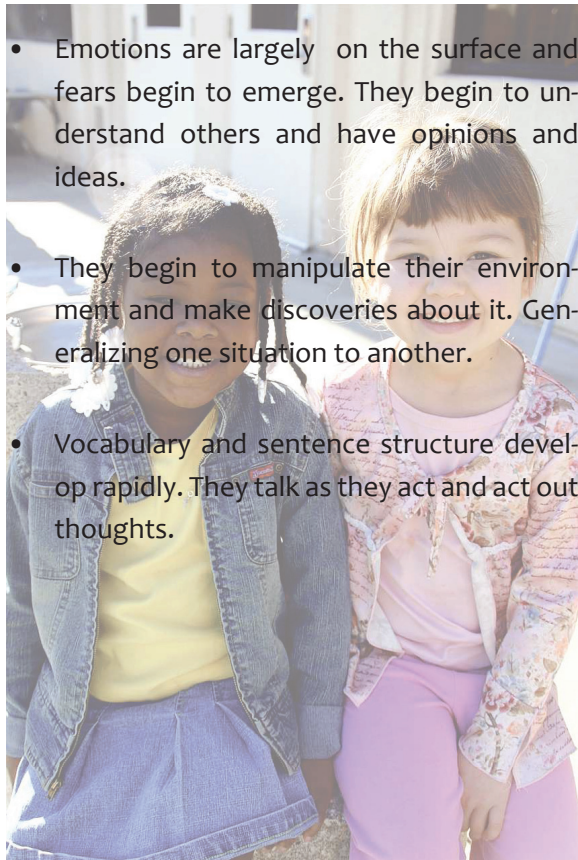 • Emotions are largely on the surface and
fears begin to emerge. They begin to un-
derstand others and have opinions and
ideas.
• They begin to manipulate their environ-
ment and make discoveries about it. Gen-
eralizing one situation to another.
• Vocabulary and sentence structure devel-
op rapidly. They talk as they act and act out
thoughts.